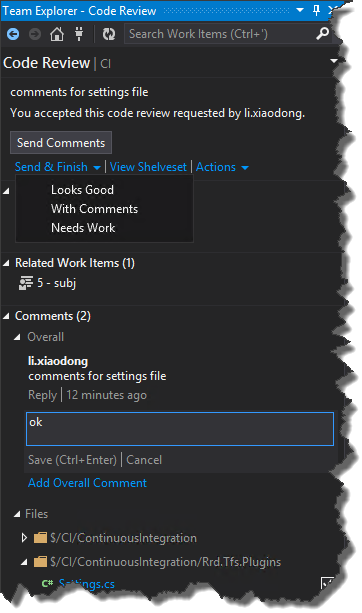 Team Explorer - Code Review
Search Work Items (Ctrl+')
Code Review | CI
comments for settings file
You accepted this code review requested by li.xiaodong.
Send Comments
Send & Finish | View Shelveset | Actions
Looks Good
With Comments
Needs Work
Related Work Items (1)
5 - subj
Comments (2)
Overall
li.xiaodong
comments for settings file
Reply | 12 minutes ago
ok
Save (Ctrl+Enter) | Cancel
Add Overall Comment
Files
$/CI/ContinuousIntegration
$/CI/ContinuousIntegration/Rrd.Tfs.Plugins
C# Settings.cs